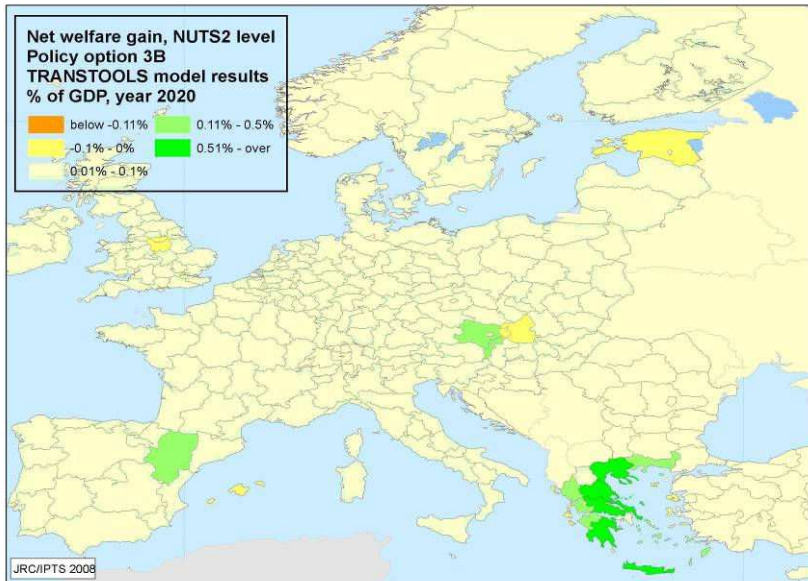 Net welfare gain, NUTS2 level
Policy option 3B
TRANSTOOLS model results
% of GDP, year 2020
below -0.11%
0.11% - 0.5%
-0.1% - 0%
0.51% - over
0.01% - 0.1%
JRC/IPTS 2008